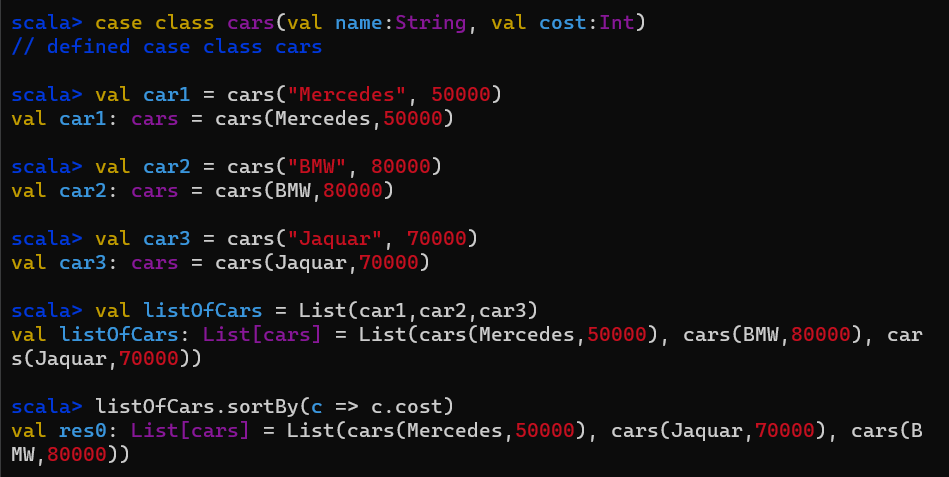 scala> case class cars(val name:String, val cost:Int)
// defined case class cars
scala> val car1 = cars("Mercedes", 50000)
val car1: cars = cars(Mercedes,50000)
scala> val car2 = cars("BMW", 80000)
val car2: cars = cars(BMW,80000)
scala> val car3 = cars("Jaquar", 70000)
val car3: cars = cars(Jaquar,70000)
scala> val listOfCars = List(car1,car2,car3)
val listOfCars: List[cars] = List(cars(Mercedes,50000), cars(BMW,80000), car
s(Jaquar,70000))
scala> listOfCars.sortBy(c => c.cost)
val res0: List[cars] = List(cars(Mercedes,50000), cars(Jaquar,70000), cars(B
MW,80000))